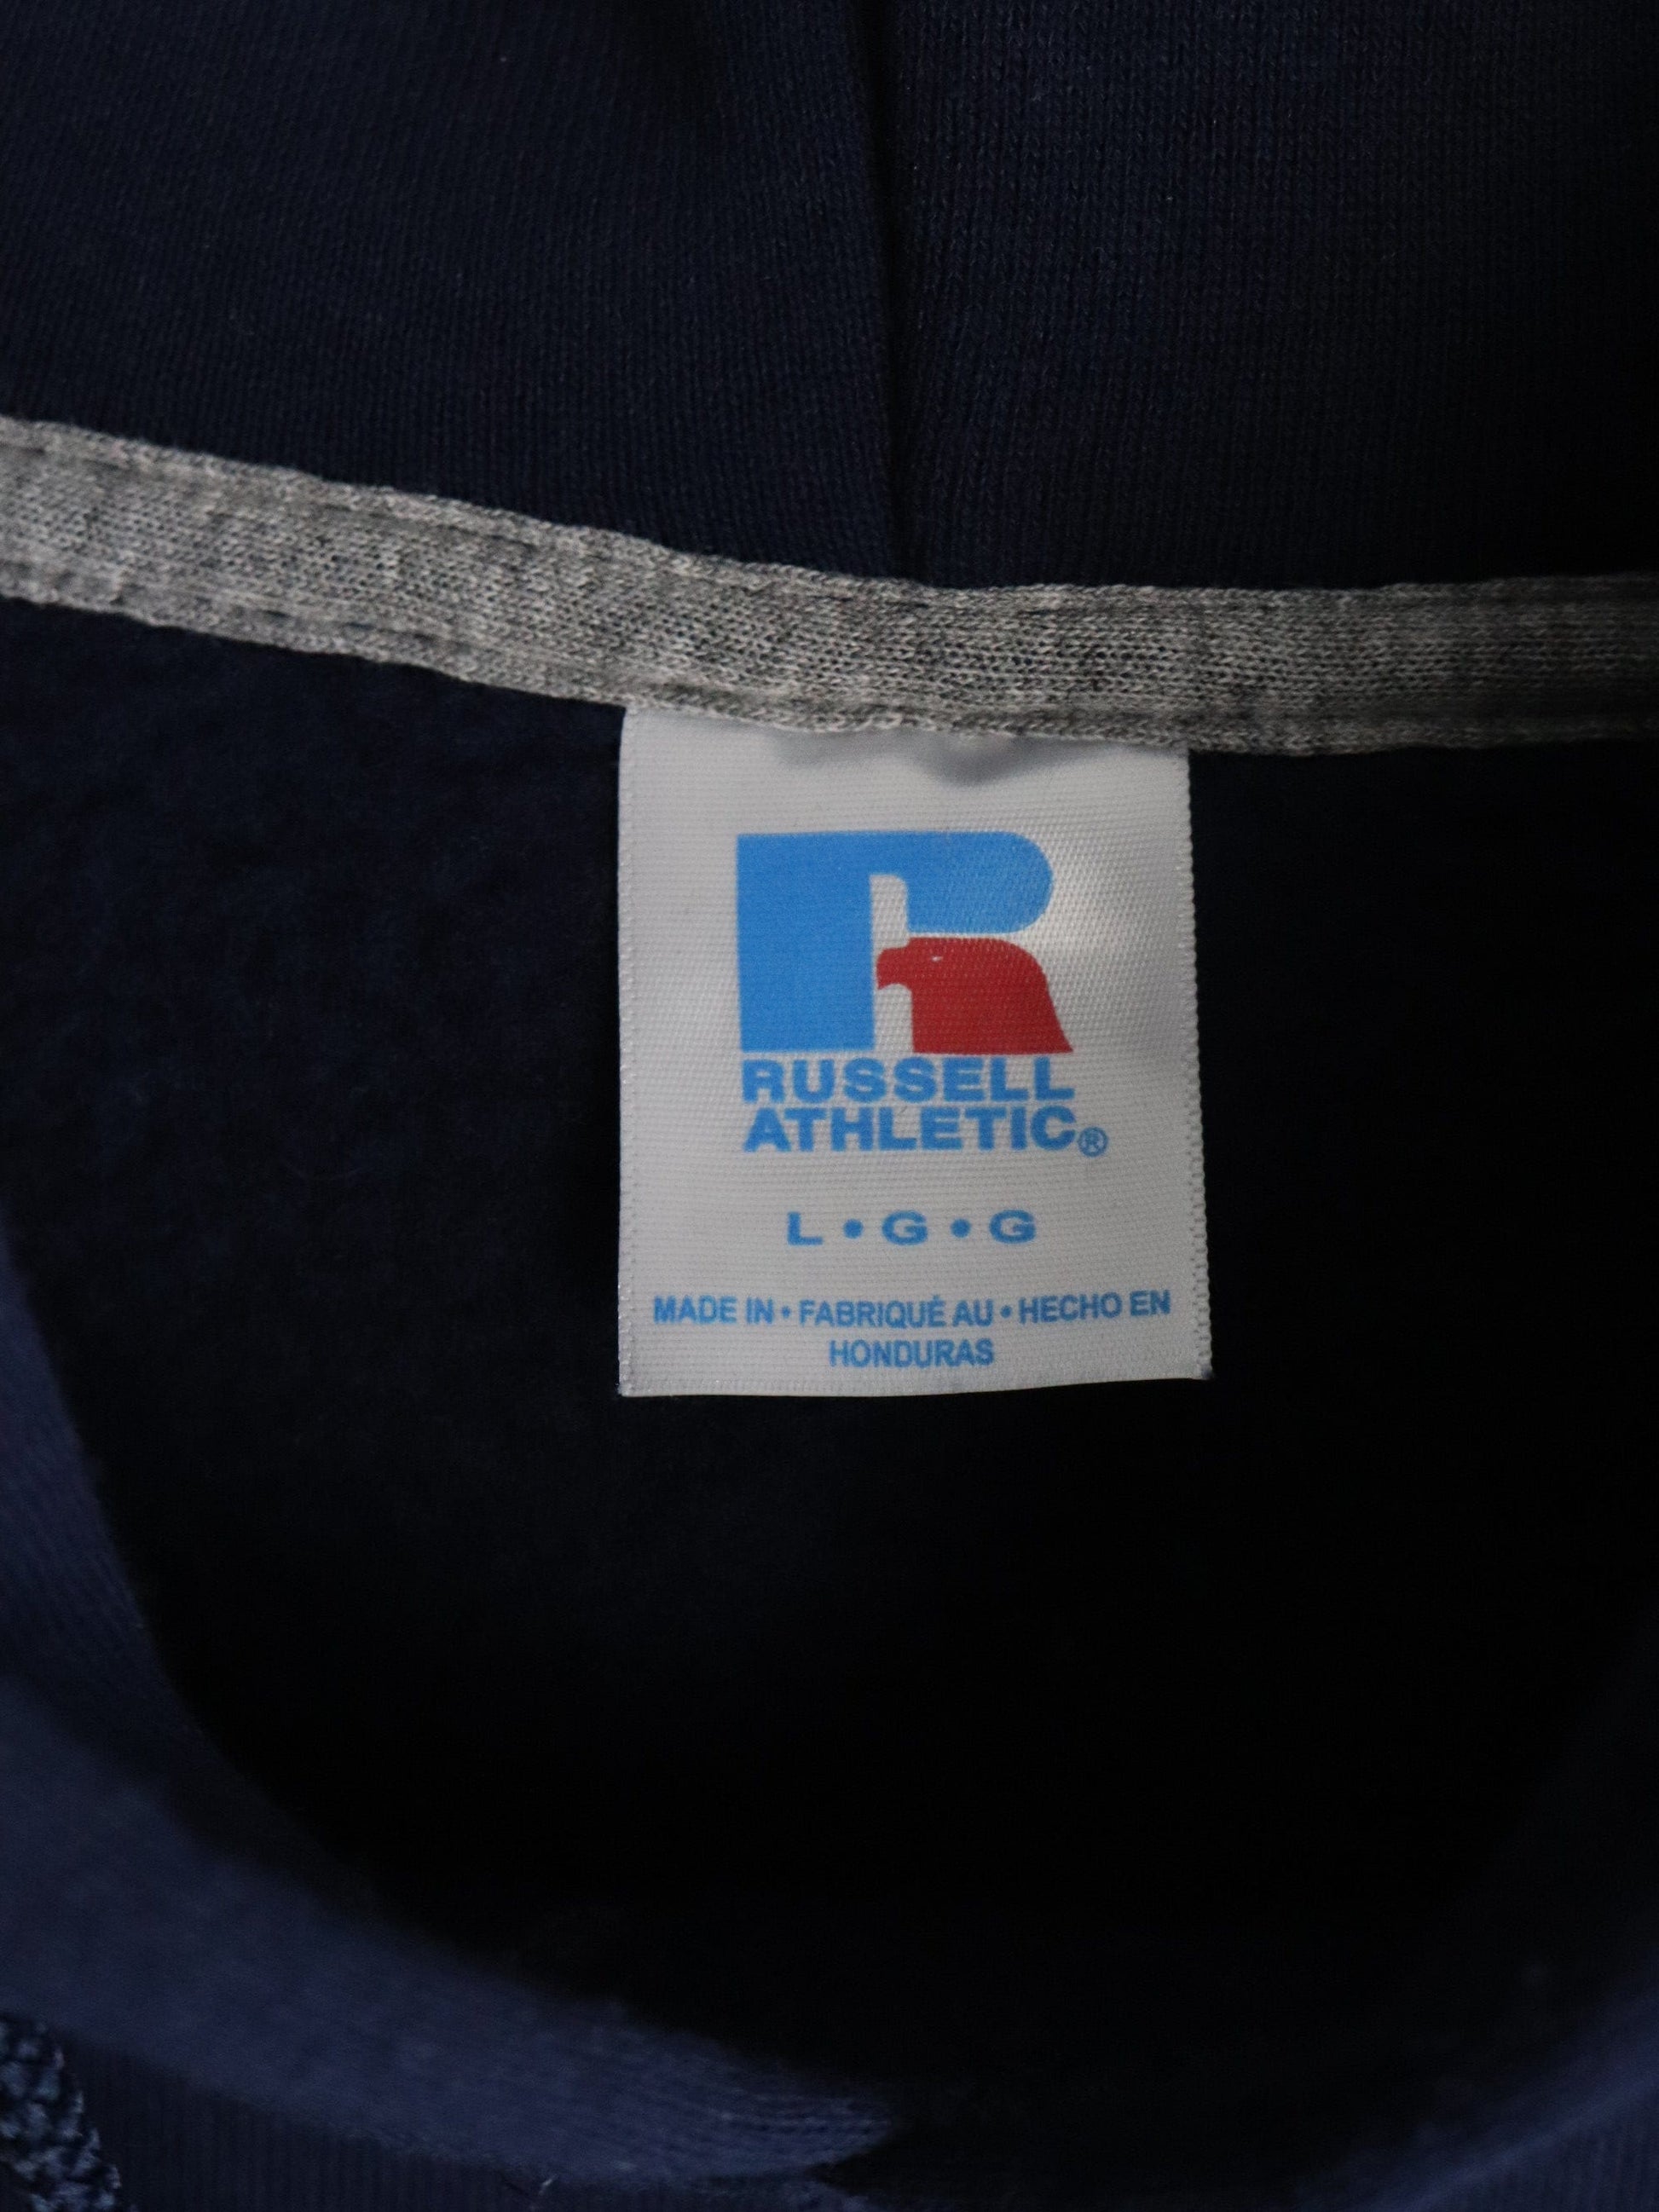 RUSSELL
ATHLETIC®
L • G • G
MADE IN • FABRIQUÉ AU • HECHO EN
HONDURAS